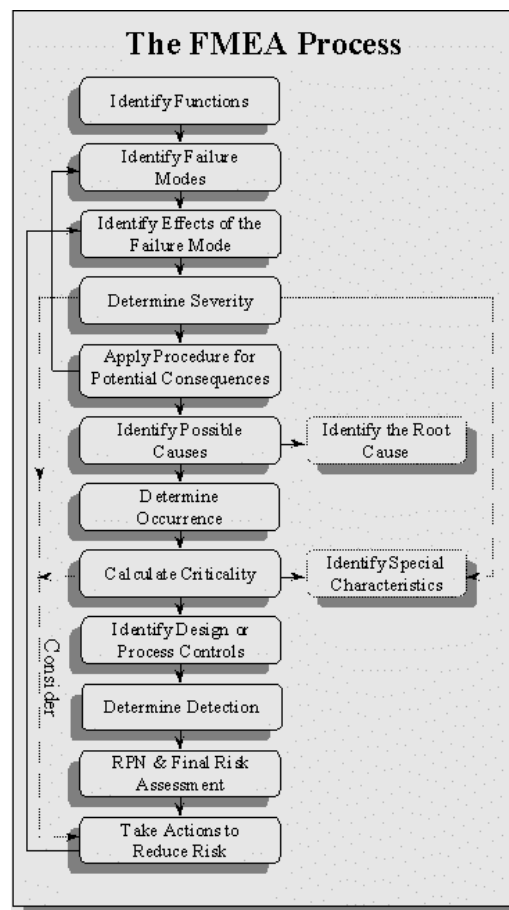 The FMEA Process
Identify Functions
Identify Failure
Modes
Identify Effects of the
Failure Mode
Determine Severity
Apply Procedure for
Potential Consequences
Identify Possible
Causes
Identify the Root
Cause
Determine
Occurrence
Calculate Criticality
Identify Special
Characteristics
Identify Design or
Process Controls
Consider
Determine Detection
RPN & Final Risk
Assessment
Take Actions to
Reduce Risk